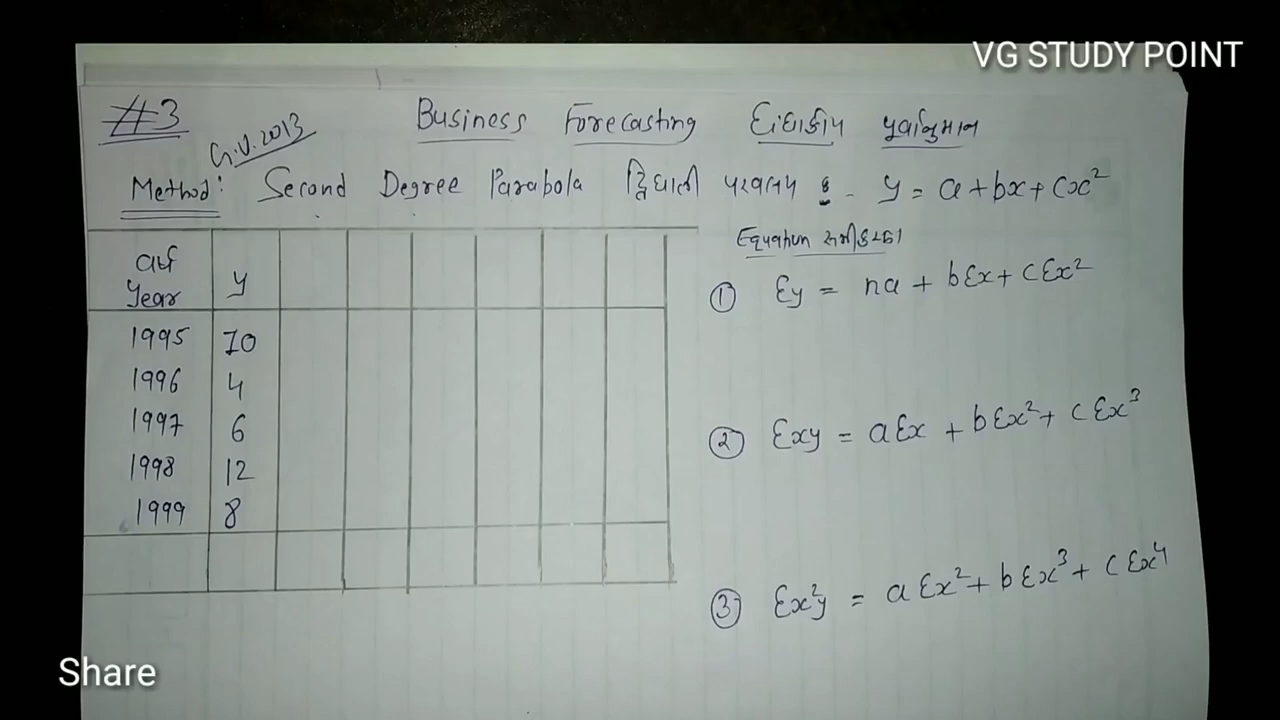 VG STUDY POINT
#3 Business Forecasting ધંધાકીય પૂર્વાનુમાન
G.U. 2013
Method: Second Degree Parabola દ્વિઘાતી પરવલય :- y = a + bx + cx²
Equation સમીકરણો
વર્ષ Year y
① Σy = na + bΣx + cΣx²
1995 10
1996 4
1997 6
② Σxy = aΣx + bΣx² + cΣx³
1998 12
1999 8
③ Σx²y = aΣx² + bΣx³ + cΣx⁴
Share